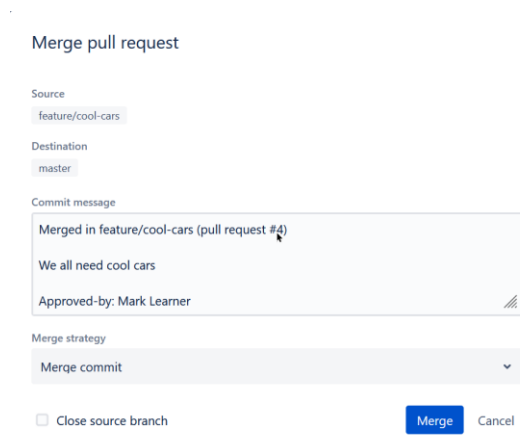 Merge pull request
Source
feature/cool-cars
Destination
master
Commit message
Merged in feature/cool-cars (pull request #4)
We all need cool cars
Approved-by: Mark Learner
Merge strategy
Merge commit
Close source branch
Merge
Cancel